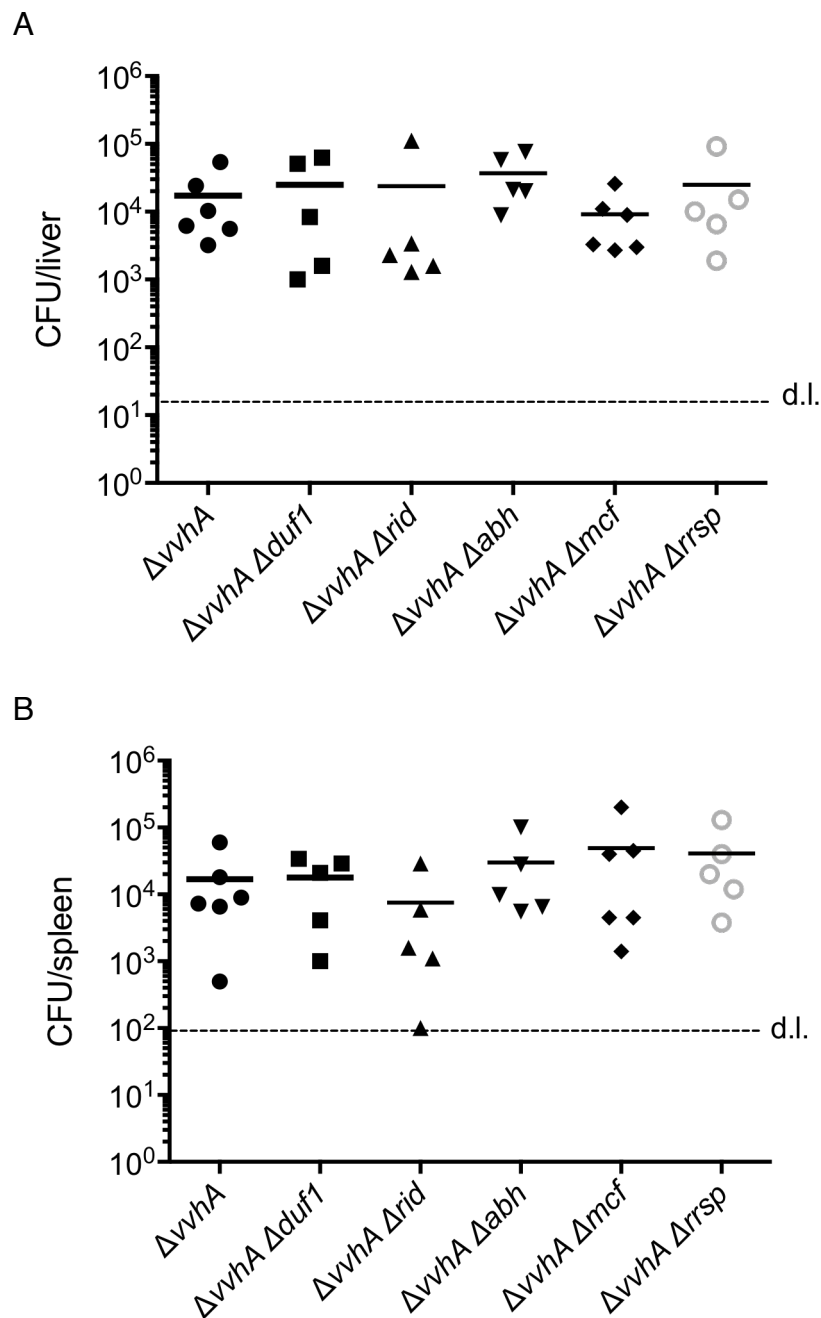 A
10⁶
10⁵
10⁴
10³
10²
10¹
10⁰
CFU/liver
d.l.
ΔvvhA
ΔvvhA Δduf1
ΔvvhA Δrid
ΔvvhA Δabh
ΔvvhA Δmcf
ΔvvhA Δrrsp
B
10⁶
10⁵
10⁴
10³
10²
10¹
10⁰
CFU/spleen
d.l.
ΔvvhA
ΔvvhA Δduf1
ΔvvhA Δrid
ΔvvhA Δabh
ΔvvhA Δmcf
ΔvvhA Δrrsp